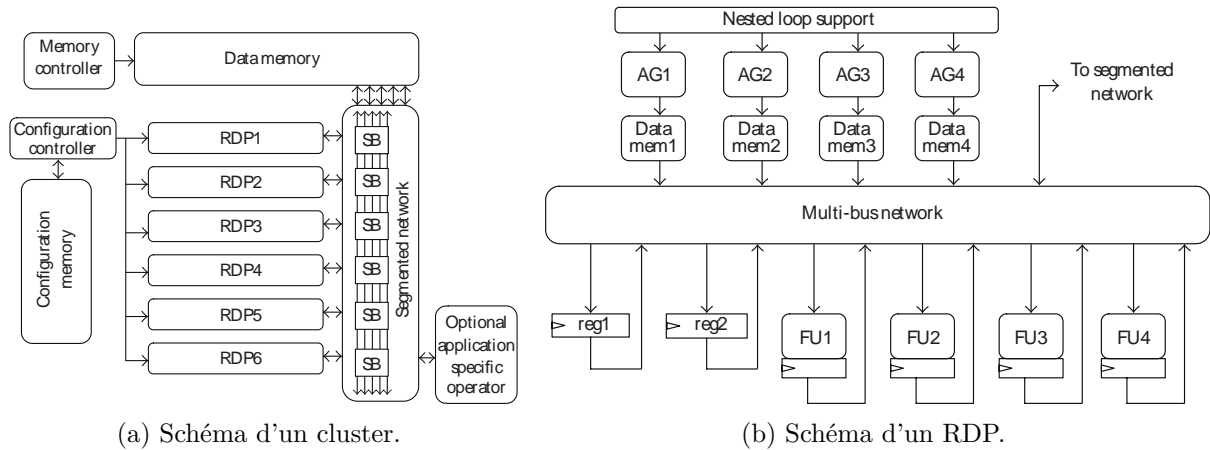 Memory
controller
Data memory
Configuration
controller
Configuration
memory
RDP1
RDP2
RDP3
RDP4
RDP5
RDP6
SB
SB
SB
SB
SB
SB
Segmented network
Optional
application
specific
operator
(a) Schéma d'un cluster.
Nested loop support
AG1
AG2
AG3
AG4
To segmented
network
Data
mem1
Data
mem2
Data
mem3
Data
mem4
Multi-bus network
reg1
reg2
FU1
FU2
FU3
FU4
(b) Schéma d'un RDP.